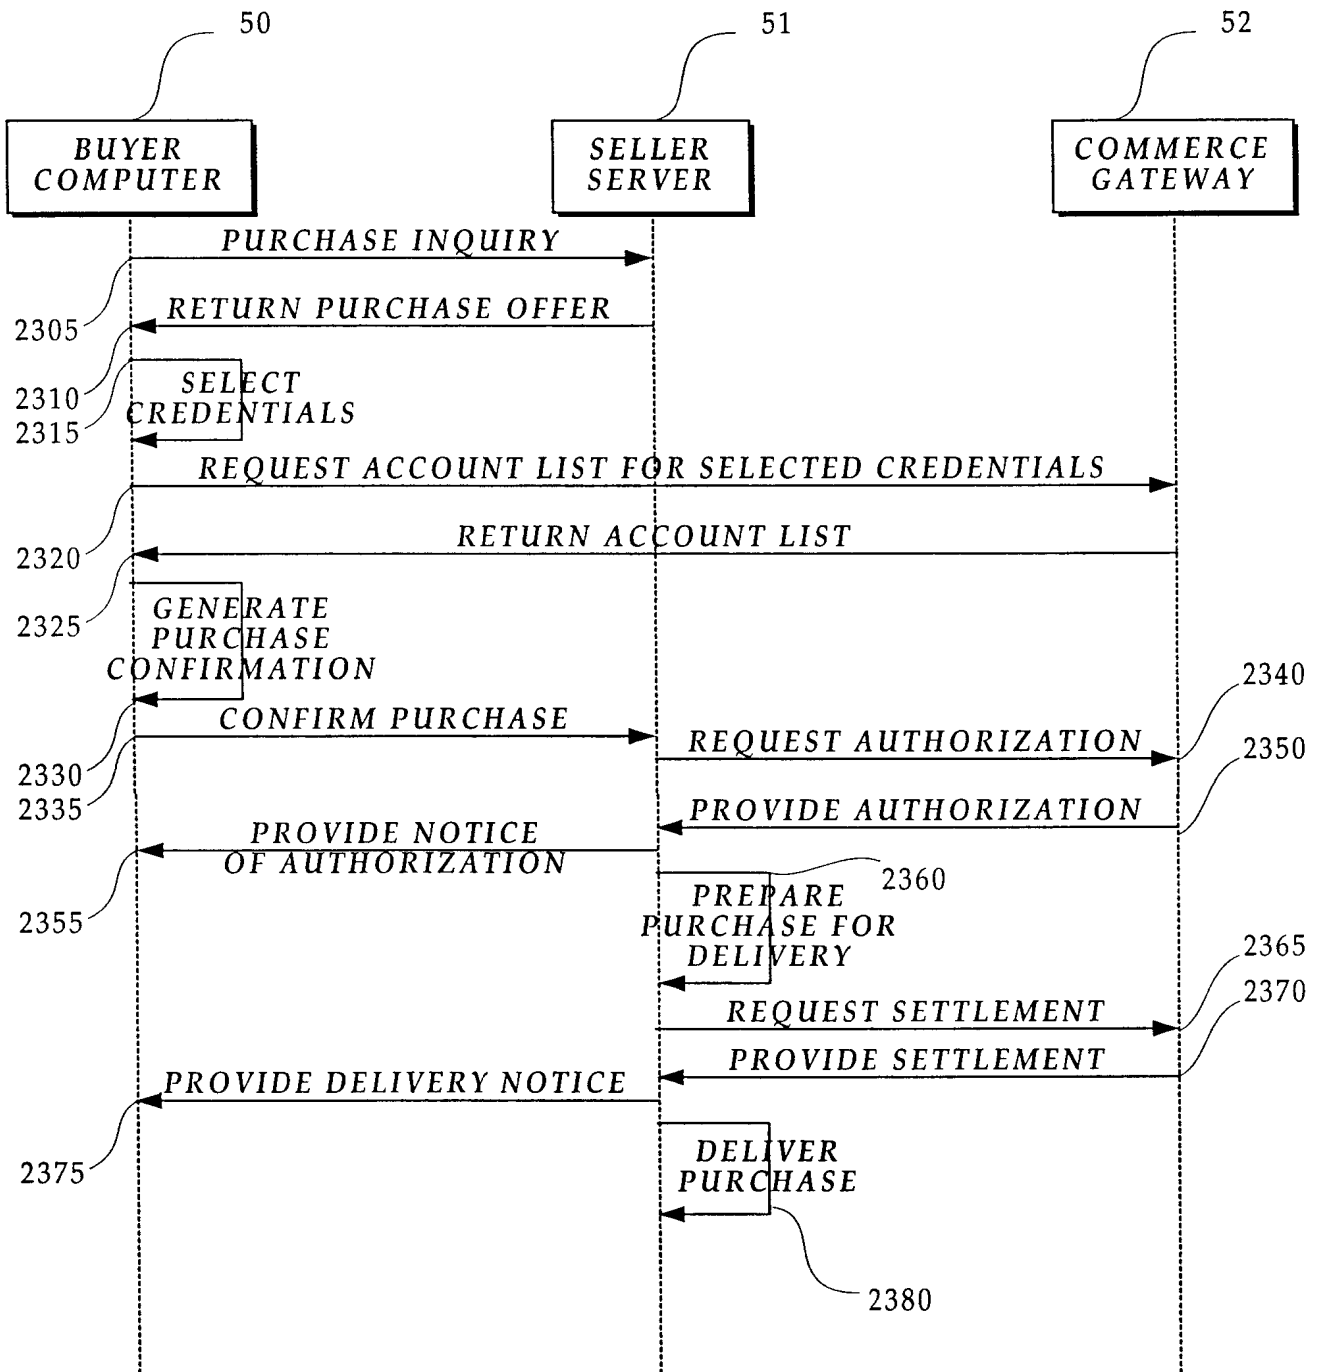 50
51
52
BUYER
COMPUTER
SELLER
SERVER
COMMERCE
GATEWAY
PURCHASE INQUIRY
2305
RETURN PURCHASE OFFER
2310
SELECT
CREDENTIALS
2315
REQUEST ACCOUNT LIST FOR SELECTED CREDENTIALS
2320
RETURN ACCOUNT LIST
2325
GENERATE
PURCHASE
CONFIRMATION
2330
CONFIRM PURCHASE
2335
REQUEST AUTHORIZATION
2340
PROVIDE AUTHORIZATION
2350
PROVIDE NOTICE
OF AUTHORIZATION
2355
2360
PREPARE
PURCHASE FOR
DELIVERY
REQUEST SETTLEMENT
2365
PROVIDE SETTLEMENT
2370
PROVIDE DELIVERY NOTICE
2375
DELIVER
PURCHASE
2380